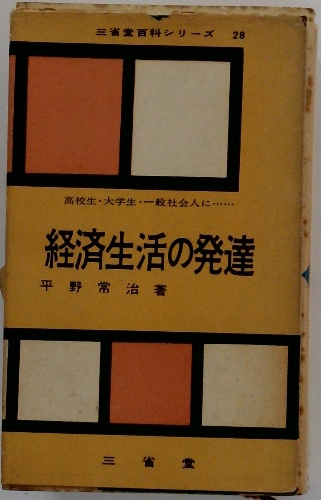 三省堂百科シリーズ 28
高校生・大学生・一般社会人に……
経済生活の発達
平野常治著
三省堂